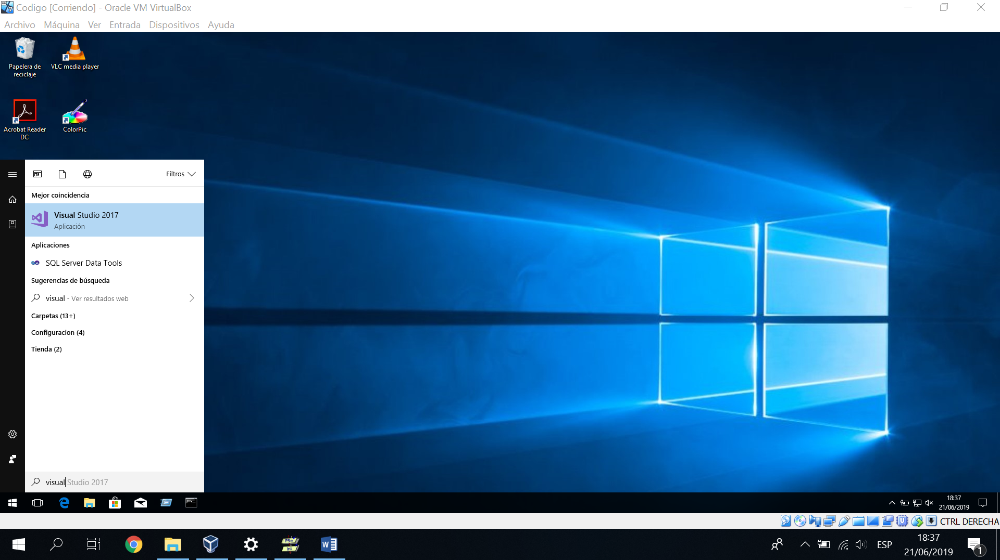 Codigo [Corriendo] - Oracle VM VirtualBox
Archivo Máquina Ver Entrada Dispositivos Ayuda
Papelera de
reciclaje
VLC media player
Acrobat Reader
DC
ColorPic
Filtros
Mejor coincidencia
Visual Studio 2017
Aplicación
Aplicaciones
SQL Server Data Tools
Sugerencias de búsqueda
visual - Ver resultados web
Carpetas (13+)
Configuracion (4)
Tienda (2)
visual Studio 2017
18:37
21/06/2019
CTRL DERECHA
PSe
Int
ESP
18:37
21/06/2019
1